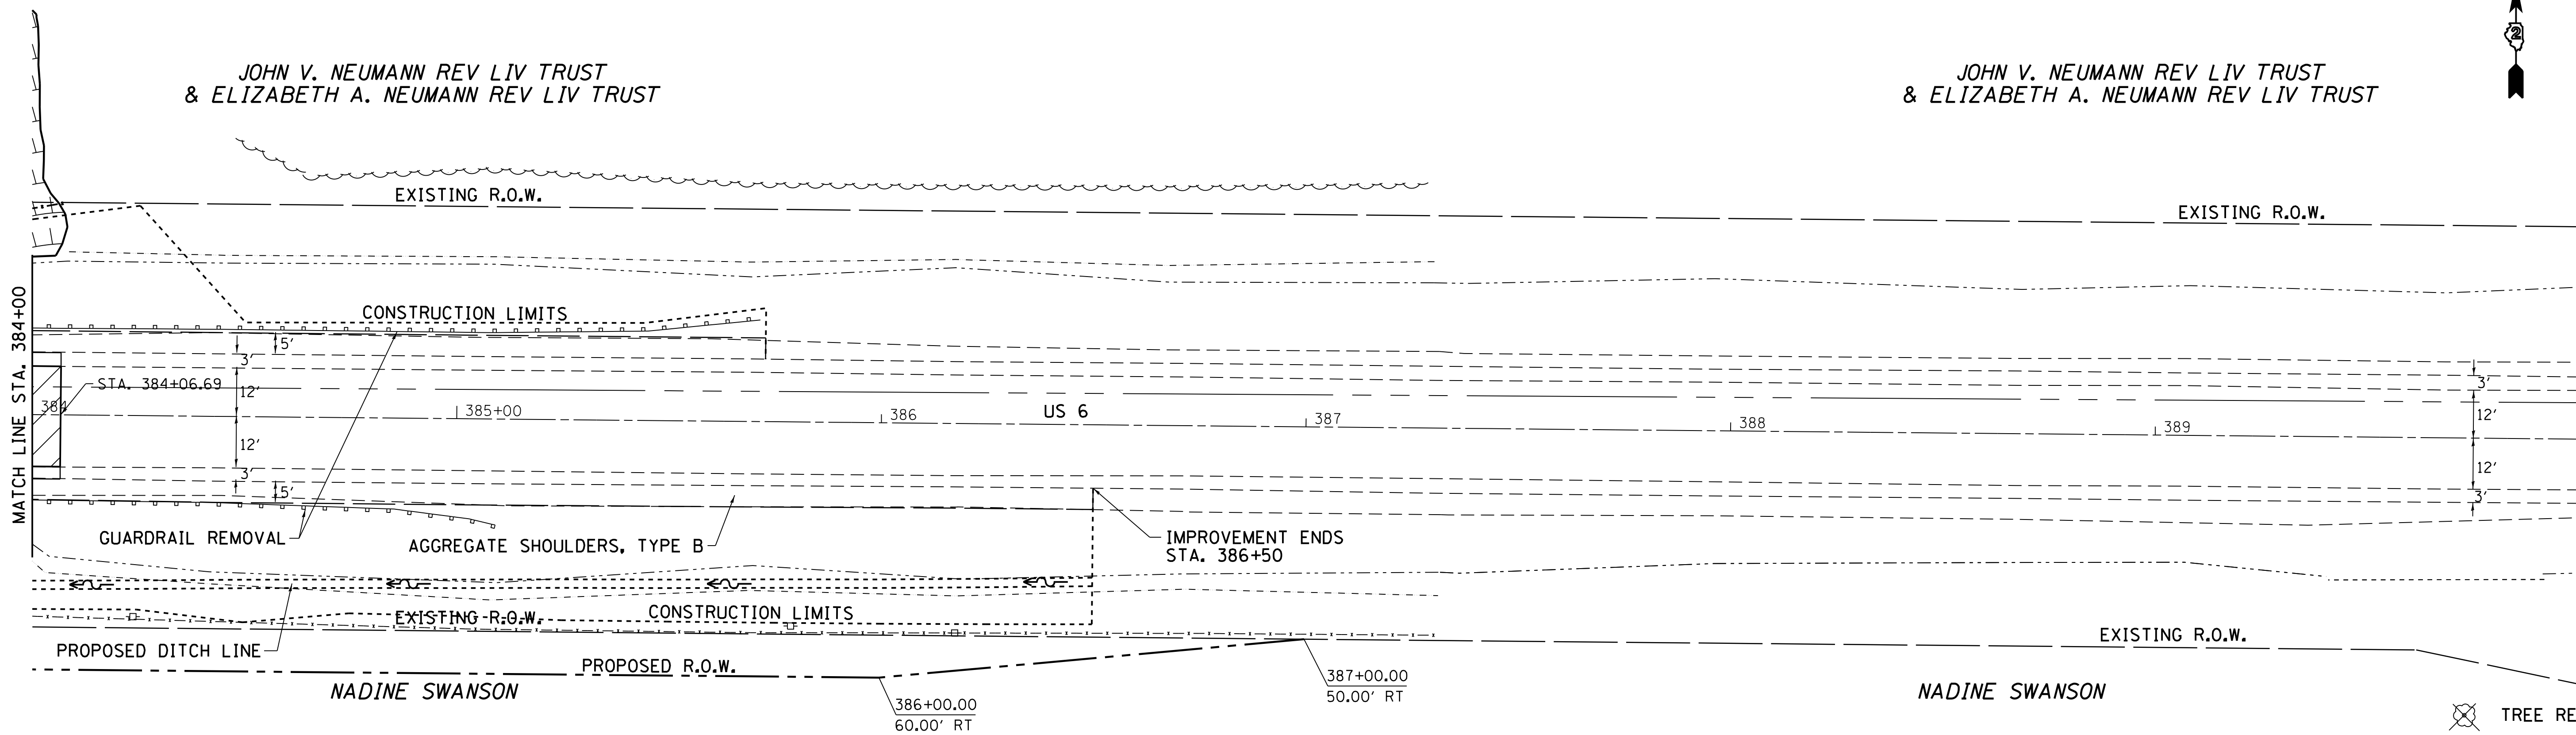 2
JOHN V. NEUMANN REV LIV TRUST
& ELIZABETH A. NEUMANN REV LIV TRUST
JOHN V. NEUMANN REV LIV TRUST
& ELIZABETH A. NEUMANN REV LIV TRUST
EXISTING R.O.W.
EXISTING R.O.W.
CONSTRUCTION LIMITS
5'
3'
3'
MATCH LINE STA. 384+00
STA. 384+06.69
12'
384
385+00
386
US 6
387
388
389
12'
12'
12'
3'
5'
3'
GUARDRAIL REMOVAL
AGGREGATE SHOULDERS, TYPE B
IMPROVEMENT ENDS
STA. 386+50
EXISTING R.O.W.
CONSTRUCTION LIMITS
EXISTING R.O.W.
PROPOSED DITCH LINE
PROPOSED R.O.W.
NADINE SWANSON
386+00.00
60.00' RT
387+00.00
50.00' RT
NADINE SWANSON
TREE RE